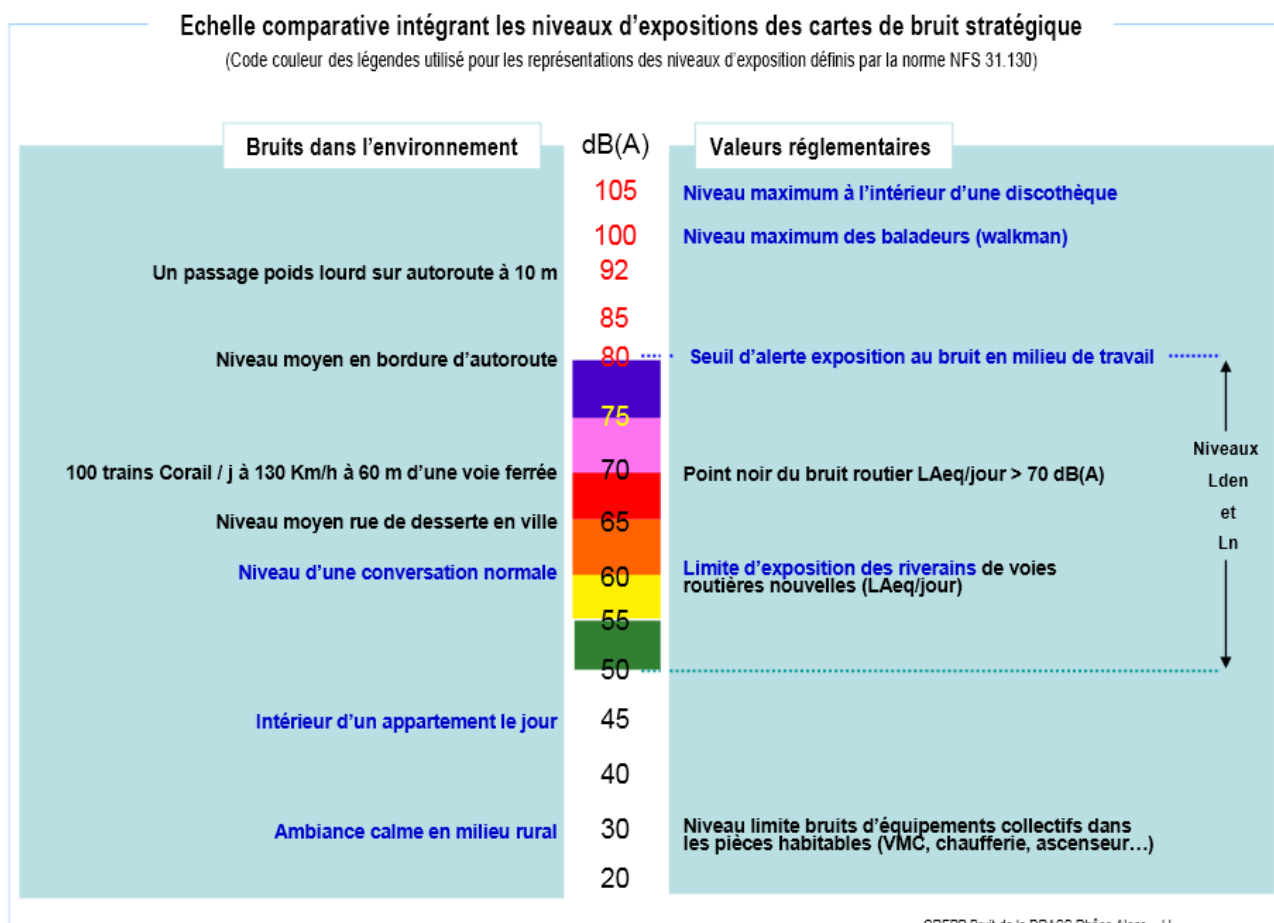 Echelle comparative intégrant les niveaux d'expositions des cartes de bruit stratégique
(Code couleur des légendes utilisé pour les représentations des niveaux d'exposition définis par la norme NFS 31.130)
Bruits dans l'environnement
dB(A)
Valeurs réglementaires
105
Niveau maximum à l'intérieur d'une discothèque
100
Niveau maximum des baladeurs (walkman)
Un passage poids lourd sur autoroute à 10 m
92
85
Niveau moyen en bordure d'autoroute
80
Seuil d'alerte exposition au bruit en milieu de travail
75
100 trains Corail / j à 130 Km/h à 60 m d'une voie ferrée
70
Point noir du bruit routier LAeq/jour > 70 dB(A)
Niveau moyen rue de desserte en ville
65
Niveau d'une conversation normale
60
Limite d'exposition des riverains de voies
routières nouvelles (LAeq/jour)
55
50
Niveaux
Lden
et
Ln
Intérieur d'un appartement le jour
45
40
Ambiance calme en milieu rural
30
Niveau limite bruits d'équipements collectifs dans
les pièces habitables (VMC, chaufferie, ascenseur…)
20